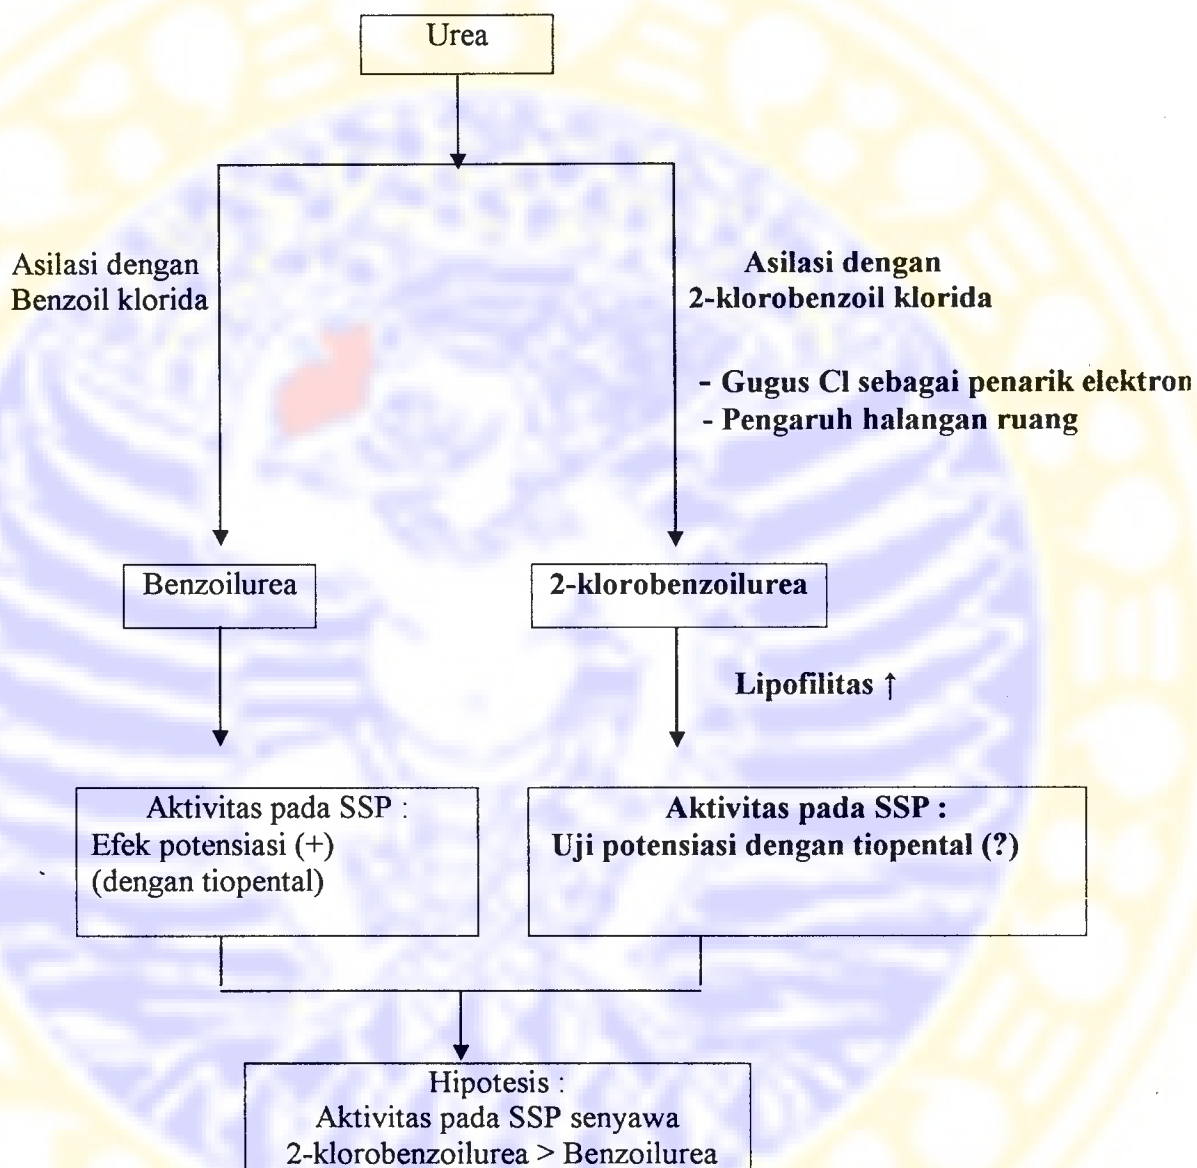 Urea
Asilasi dengan
Benzoil klorida
Asilasi dengan
2-klorobenzoil klorida
- Gugus Cl sebagai penarik elektron
- Pengaruh halangan ruang
Benzoilurea
2-klorobenzoilurea
Lipofilitas ↑
Aktivitas pada SSP :
Efek potensiasi (+)
(dengan tiopental)
Aktivitas pada SSP :
Uji potensiasi dengan tiopental (?)
Hipotesis :
Aktivitas pada SSP senyawa
2-klorobenzoilurea > Benzoilurea